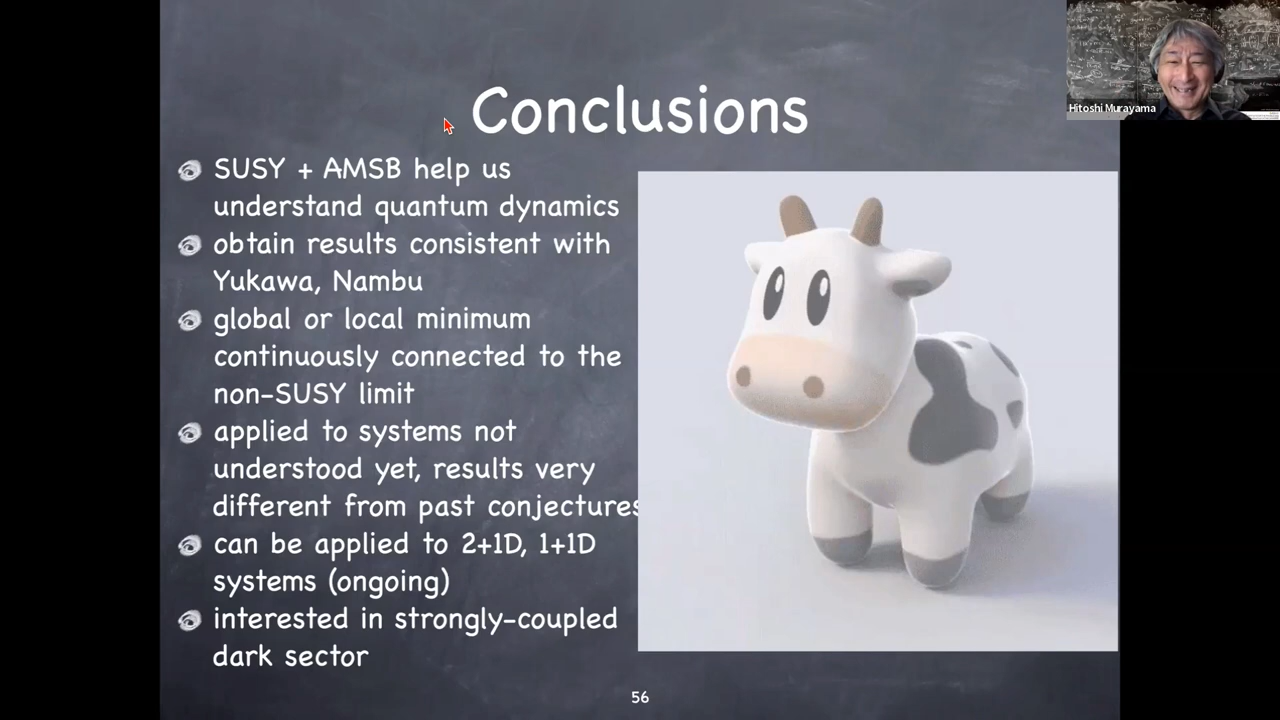 Conclusions
SUSY + AMSB help us
understand quantum dynamics
obtain results consistent with
Yukawa, Nambu
global or local minimum
continuously connected to the
non-SUSY limit
applied to systems not
understood yet, results very
different from past conjectures
can be applied to 2+1D, 1+1D
systems (ongoing)
interested in strongly-coupled
dark sector
56
Hitoshi Murayama